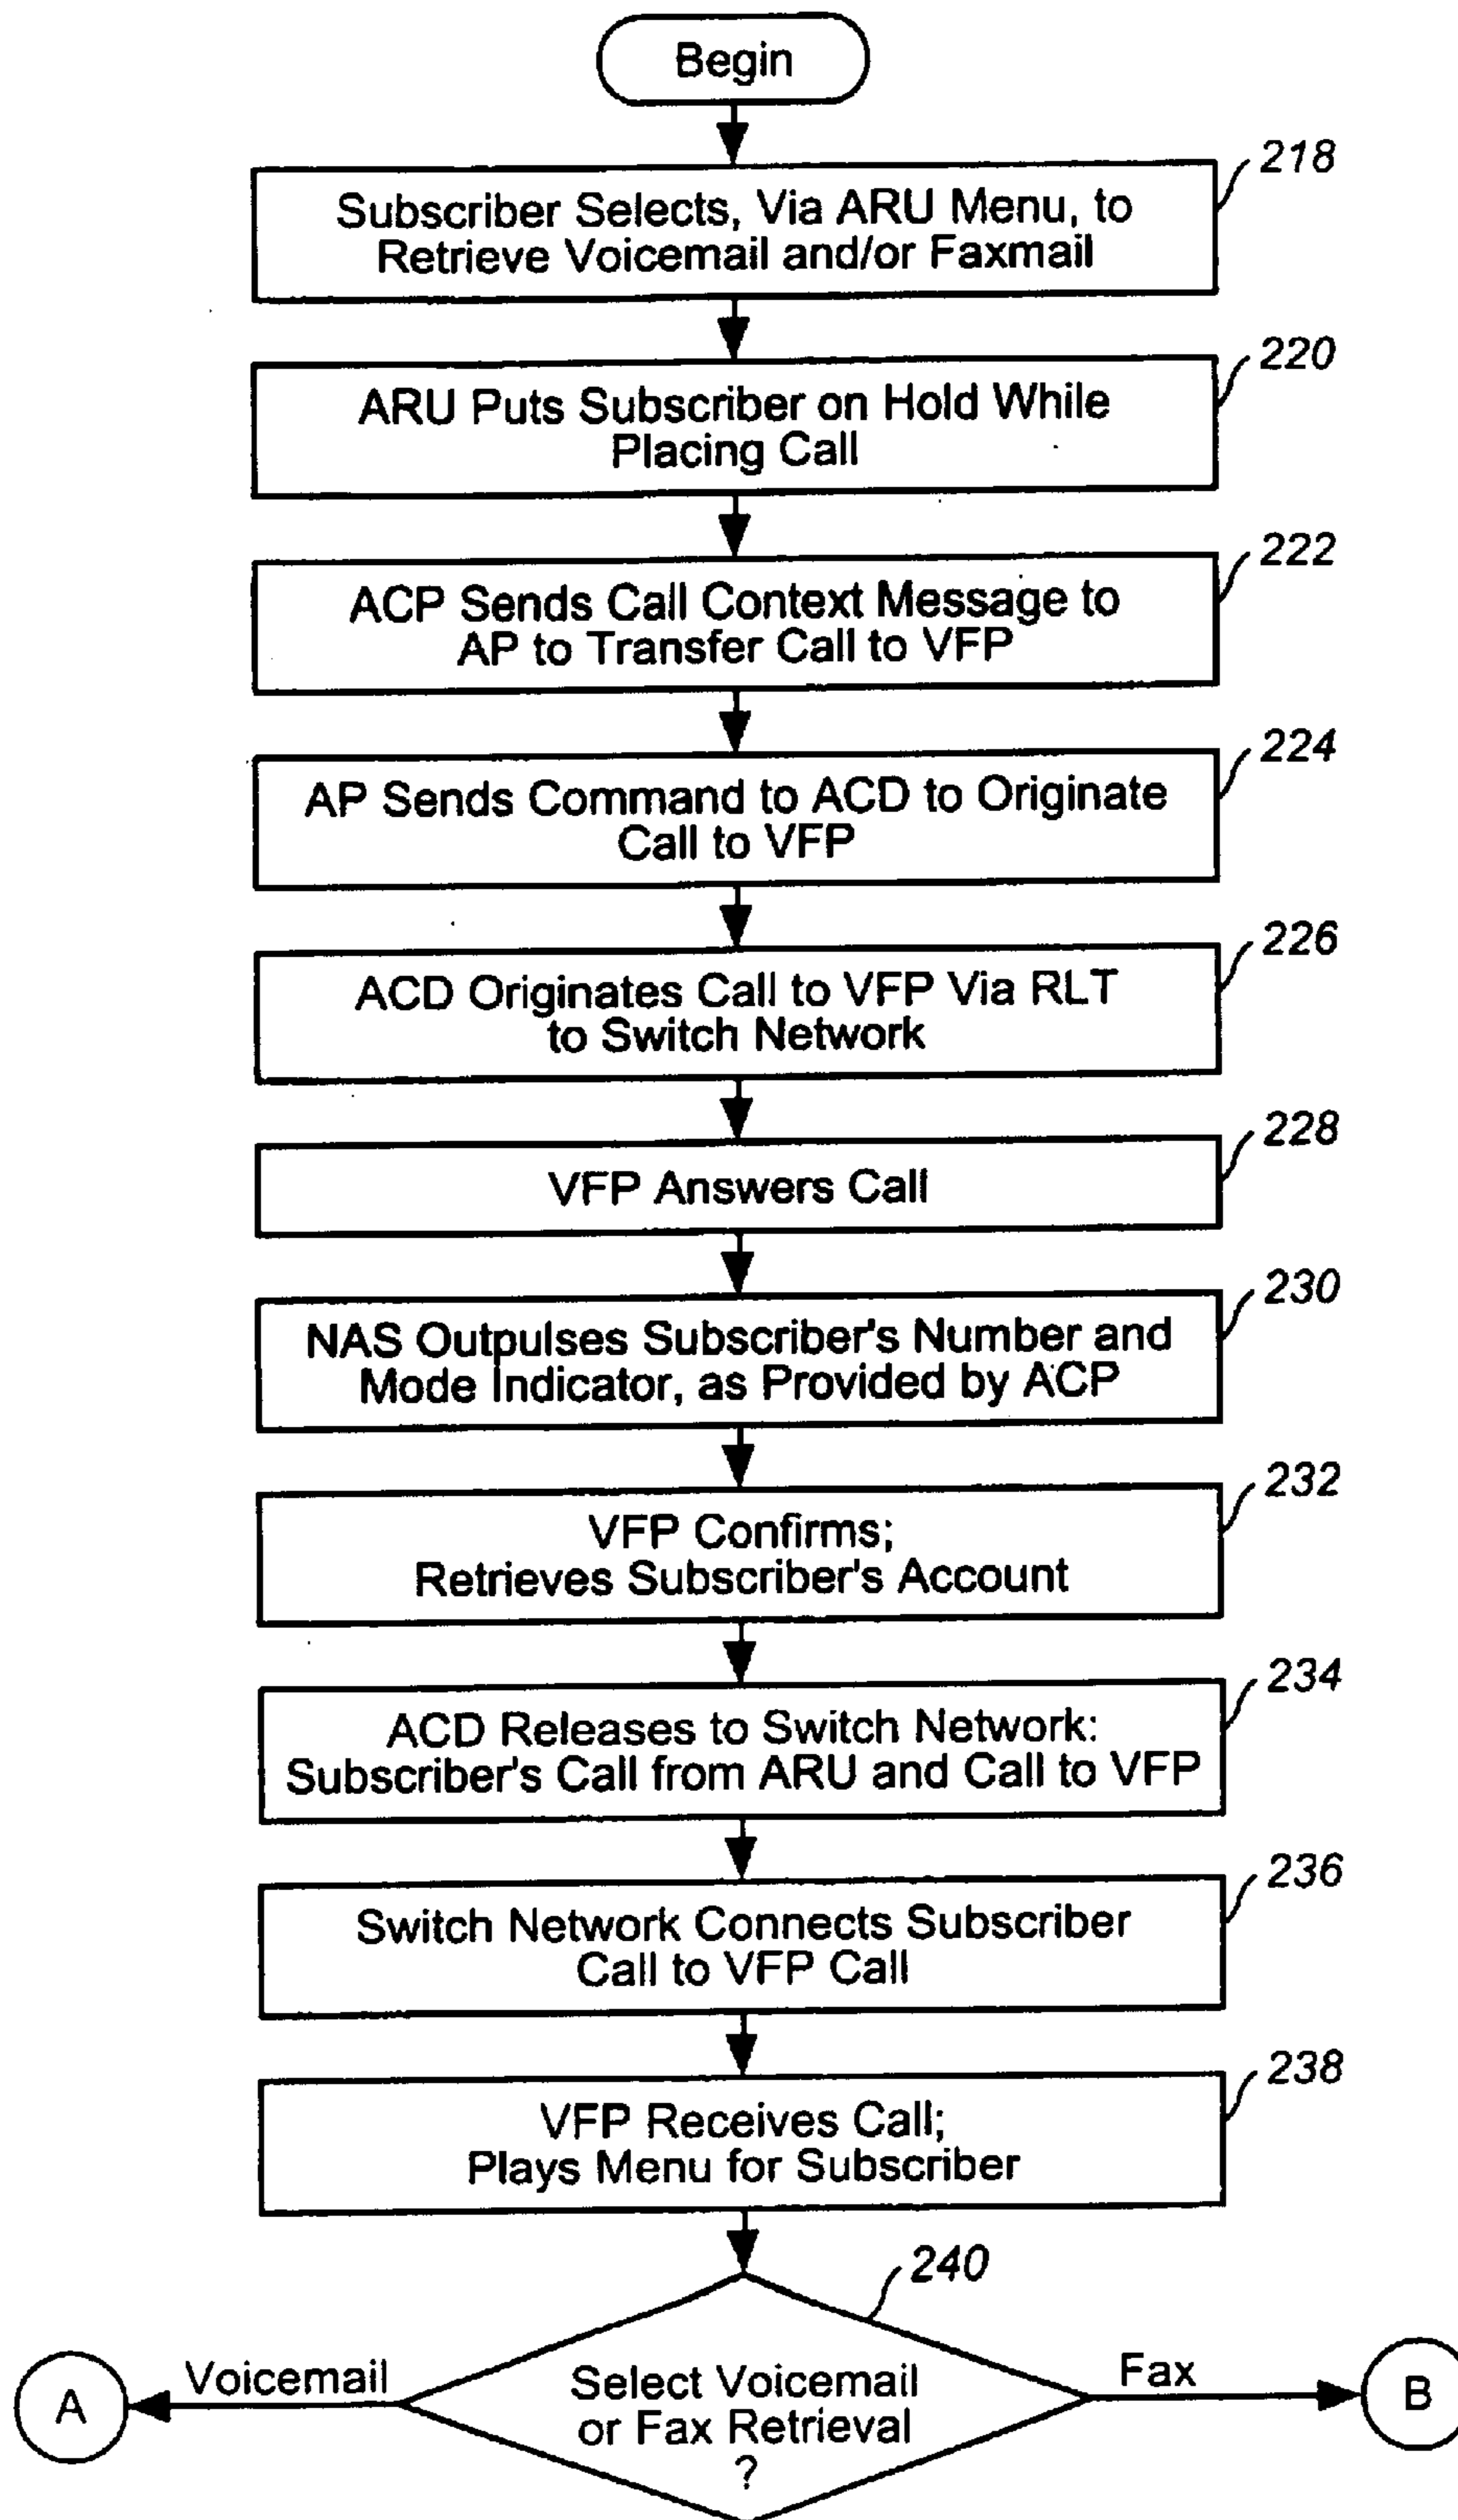 Begin
218
Subscriber Selects, Via ARU Menu, to
Retrieve Voicemail and/or Faxmail
220
ARU Puts Subscriber on Hold While
Placing Call
222
ACP Sends Call Context Message to
AP to Transfer Call to VFP
224
AP Sends Command to ACD to Originate
Call to VFP
226
ACD Originates Call to VFP Via RLT
to Switch Network
228
VFP Answers Call
230
NAS Outpulses Subscriber's Number and
Mode Indicator, as Provided by ACP
232
VFP Confirms;
Retrieves Subscriber's Account
234
ACD Releases to Switch Network:
Subscriber's Call from ARU and Call to VFP
236
Switch Network Connects Subscriber
Call to VFP Call
238
VFP Receives Call;
Plays Menu for Subscriber
240
A
Voicemail
Select Voicemail
or Fax Retrieval
?
Fax
B